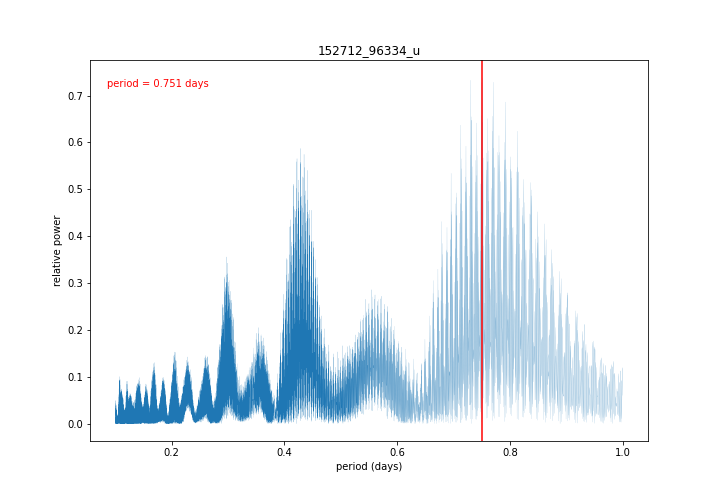 152712_96334_u
period = 0.751 days
0.7
0.6
0.5
0.4
0.3
0.2
0.1
0.0
relative power
0.2 0.4 0.6 0.8 1.0
period (days)